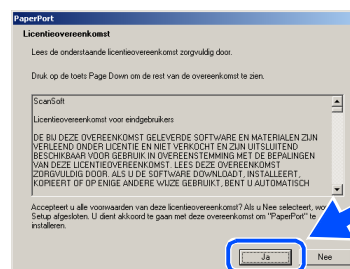 PaperPort
Licentieovereenkomst
Lees de onderstaande licentieovereenkomst zorgvuldig door.
Druk op de toets Page Down om de rest van de overeenkomst te zien.
ScanSoft
Licentieovereenkomst voor eindgebruikers
DE BIJ DEZE OVEREENKOMST GELEVERDE SOFTWARE EN MATERIALEN ZIJN
VERLEEND ONDER LICENTIE EN NIET VERKOCHT EN ZIJN UITSLUITEND
BESCHIKBAAR VOOR GEBRUIK IN OVEREENSTEMMING MET DE BEPALINGEN
VAN DEZE LICENTIEOVEREENKOMST. LEES DEZE OVEREENKOMST
ZORGVULDIG DOOR. ALS U DE SOFTWARE DOWNLOADT, INSTALLEERT,
KOPIEERT OF OP ENIGE ANDERE WIJZE GEBRUIKT, BENT U AUTOMATISCH
Accepteert u alle voorwaarden van deze licentieovereenkomst? Als u Nee selecteert,
Setup afgesloten. U dient akkoord te gaan met deze overeenkomst om "PaperPort" te
installeren.
Ja
Nee